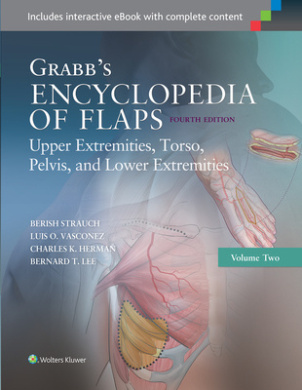 Includes interactive eBook with complete content
GRABB'S
ENCYCLOPEDIA
OF FLAPS FOURTH EDITION
Upper Extremities, Torso,
Pelvis, and Lower Extremities
BERISH STRAUCH
LUIS O. VASCONEZ
CHARLES K. HERMAN
BERNARD T. LEE
Volume Two
Wolters Kluwer